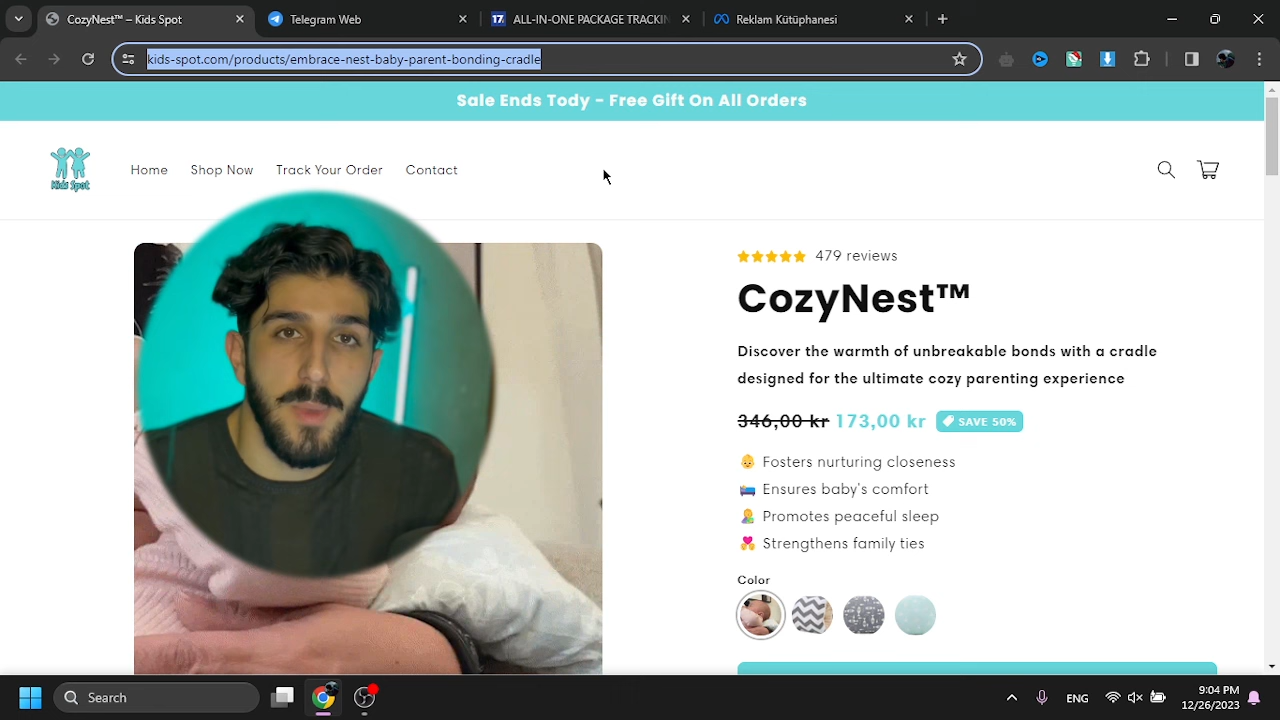 CozyNest™ – Kids Spot
Telegram Web
17
ALL-IN-ONE PACKAGE TRACKIN
Reklam Kütüphanesi
kids-spot.com/products/embrace-nest-baby-parent-bonding-cradle
Sale Ends Tody - Free Gift On All Orders
Kids Spot
Home
Shop Now
Track Your Order
Contact
479 reviews
CozyNest™
Discover the warmth of unbreakable bonds with a cradle
designed for the ultimate cozy parenting experience
346,00 kr 173,00 kr SAVE 50%
Fosters nurturing closeness
Ensures baby's comfort
Promotes peaceful sleep
Strengthens family ties
Color
Search
ENG
9:04 PM
12/26/2023